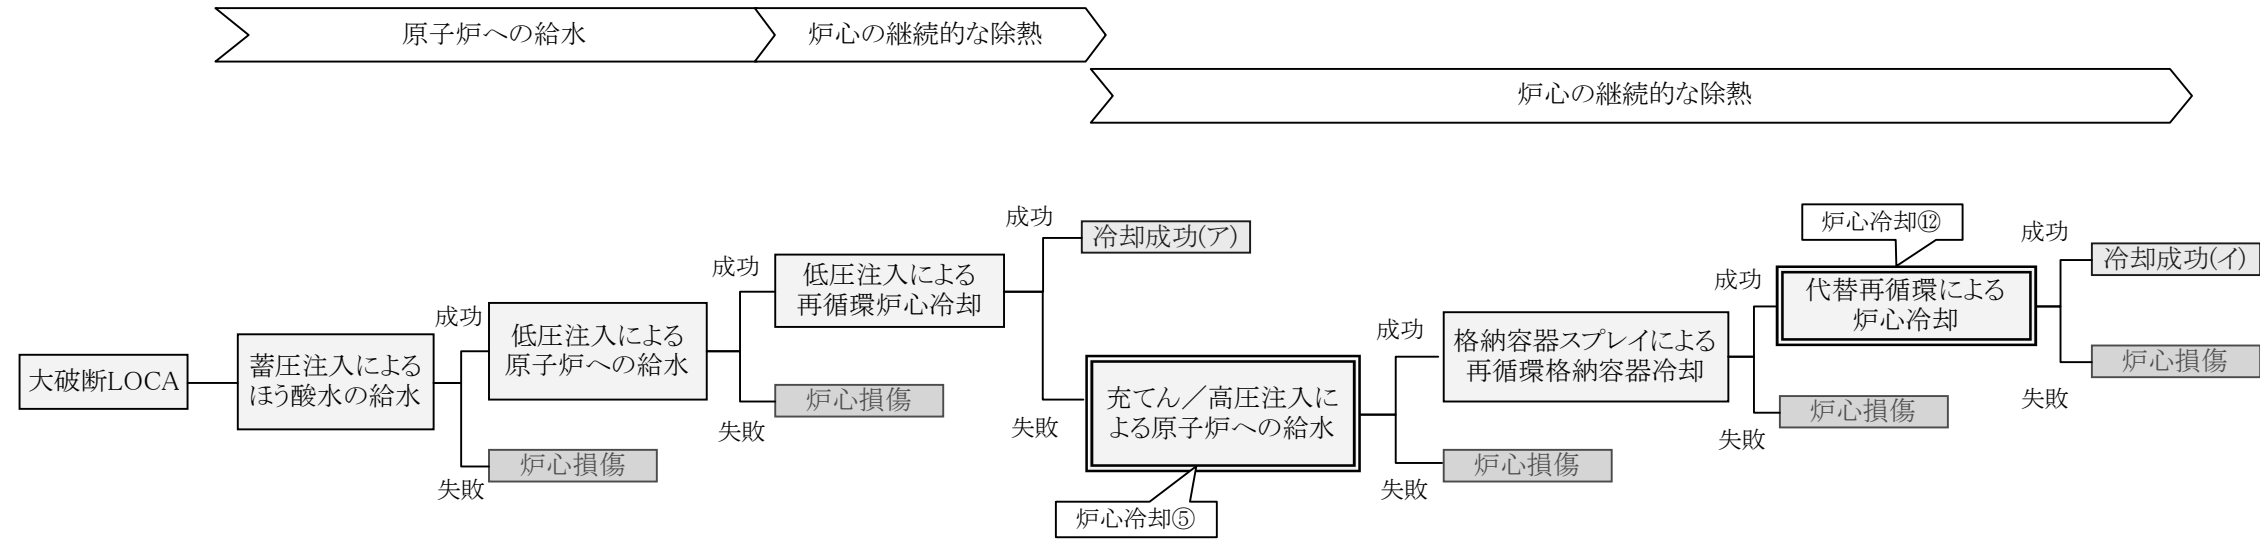 原子炉への給水
炉心の継続的な除熱
炉心の継続的な除熱
大破断LOCA
蓄圧注入による
ほう酸水の給水
成功
失敗
低圧注入による
原子炉への給水
炉心損傷
成功
失敗
低圧注入による
再循環炉心冷却
炉心損傷
成功
失敗
冷却成功(ア)
充てん／高圧注入に
よる原子炉への給水
炉心冷却⑤
成功
失敗
格納容器スプレイによる
再循環格納容器冷却
炉心損傷
成功
失敗
炉心冷却⑫
代替再循環による
炉心冷却
炉心損傷
成功
失敗
冷却成功(イ)
炉心損傷